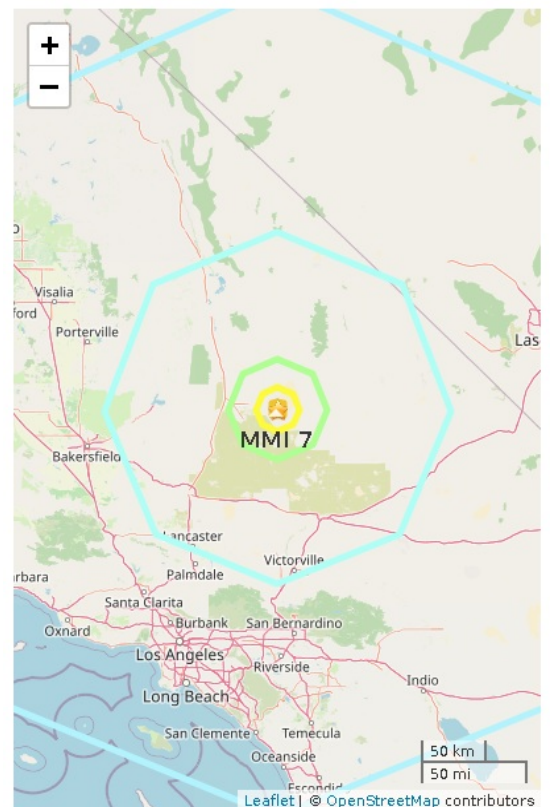 +
−
Visalia
ford
Porterville
Las
MMI 7
Bakersfield
Lancaster
Victorville
Palmdale
rbara
Santa Clarita
Oxnard
Burbank
San Bernardino
Los Angeles
Riverside
Long Beach
Indio
San Clemente
Temecula
Oceanside
50 km
50 mi
Escondid
Leaflet | © OpenStreetMap contributors